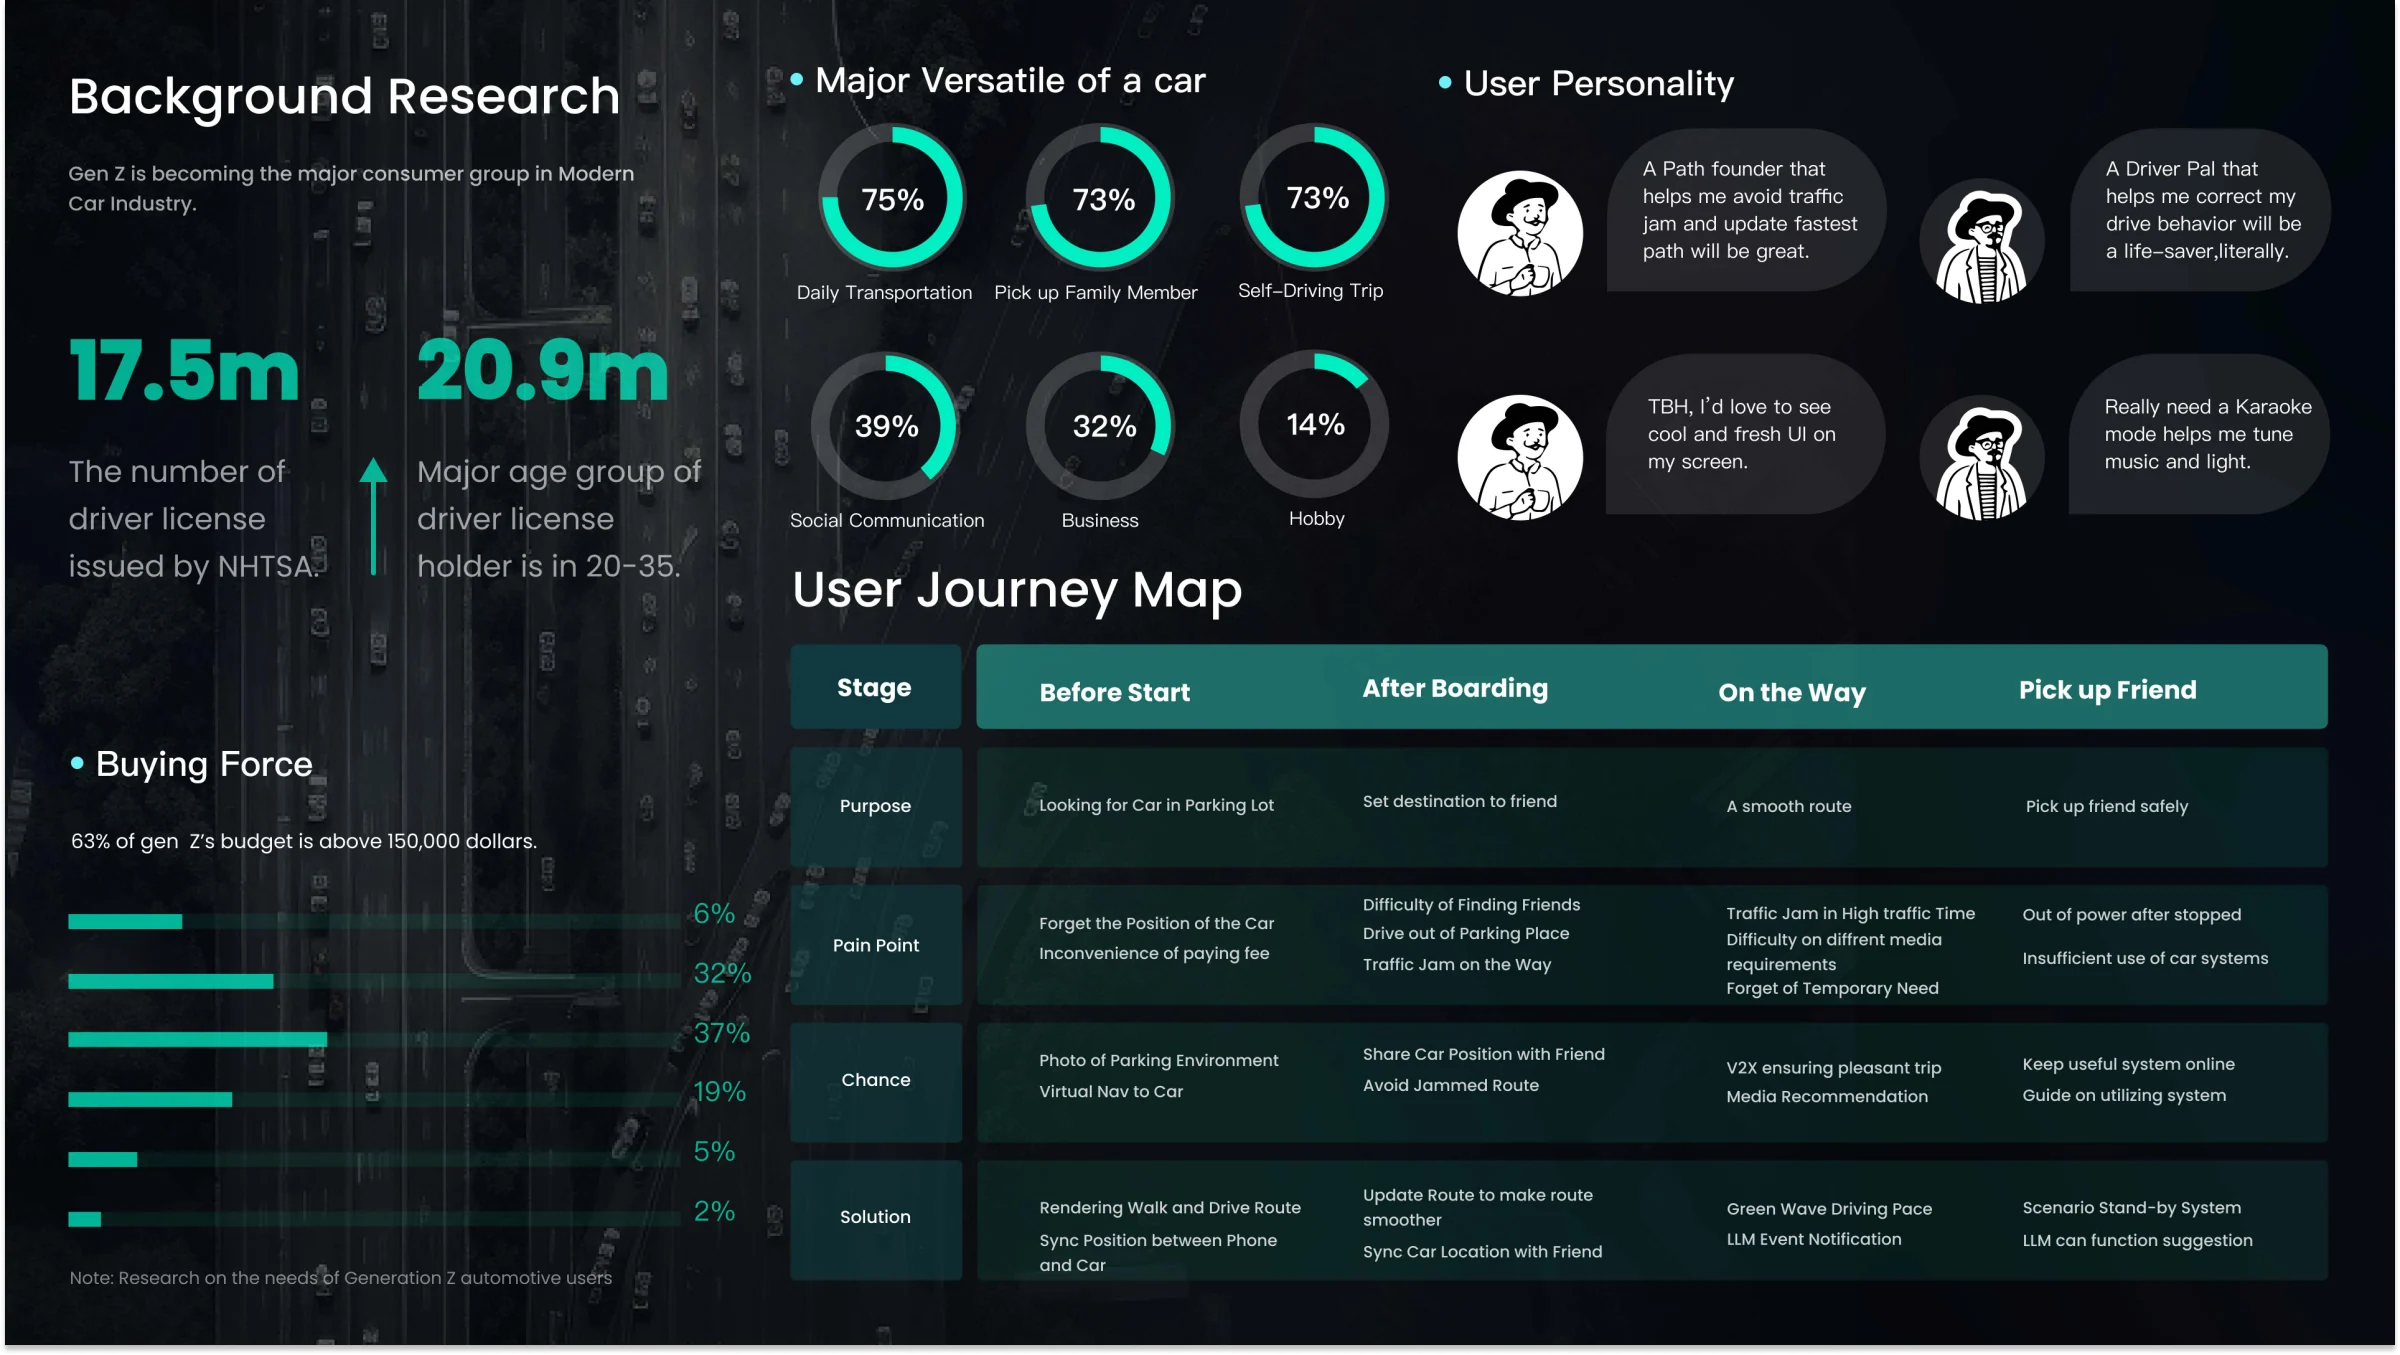 Background Research
Gen Z is becoming the major consumer group in Modern
Car Industry.
17.5m
The number of
driver license
issued by NHTSA.
20.9m
Major age group of
driver license
holder is in 20-35.
Buying Force
63% of gen  Z's budget is above 150,000 dollars.
6%
32%
37%
19%
5%
2%
Note: Research on the needs of Generation Z automotive users
Major Versatile of a car
75%
Daily Transportation
73%
Pick up Family Member
73%
Self-Driving Trip
39%
Social Communication
32%
Business
14%
Hobby
User Personality
A Path founder that
helps me avoid traffic
jam and update fastest
path will be great.
A Driver Pal that
helps me correct my
drive behavior will be
a life-saver,literally.
TBH, I'd love to see
cool and fresh UI on
my screen.
Really need a Karaoke
mode helps me tune
music and light.
User Journey Map
Stage
Before Start
After Boarding
On the Way
Pick up Friend
Purpose
Looking for Car in Parking Lot
Set destination to friend
A smooth route
Pick up friend safely
Pain Point
Forget the Position of the Car
Inconvenience of paying fee
Difficulty of Finding Friends
Drive out of Parking Place
Traffic Jam on the Way
Traffic Jam in High traffic Time
Difficulty on diffrent media
requirements
Forget of Temporary Need
Out of power after stopped
Insufficient use of car systems
Chance
Photo of Parking Environment
Virtual Nav to Car
Share Car Position with Friend
Avoid Jammed Route
V2X ensuring pleasant trip
Media Recommendation
Keep useful system online
Guide on utilizing system
Solution
Rendering Walk and Drive Route
Sync Position between Phone
and Car
Update Route to make route
smoother
Sync Car Location with Friend
Green Wave Driving Pace
LLM Event Notification
Scenario Stand-by System
LLM can function suggestion